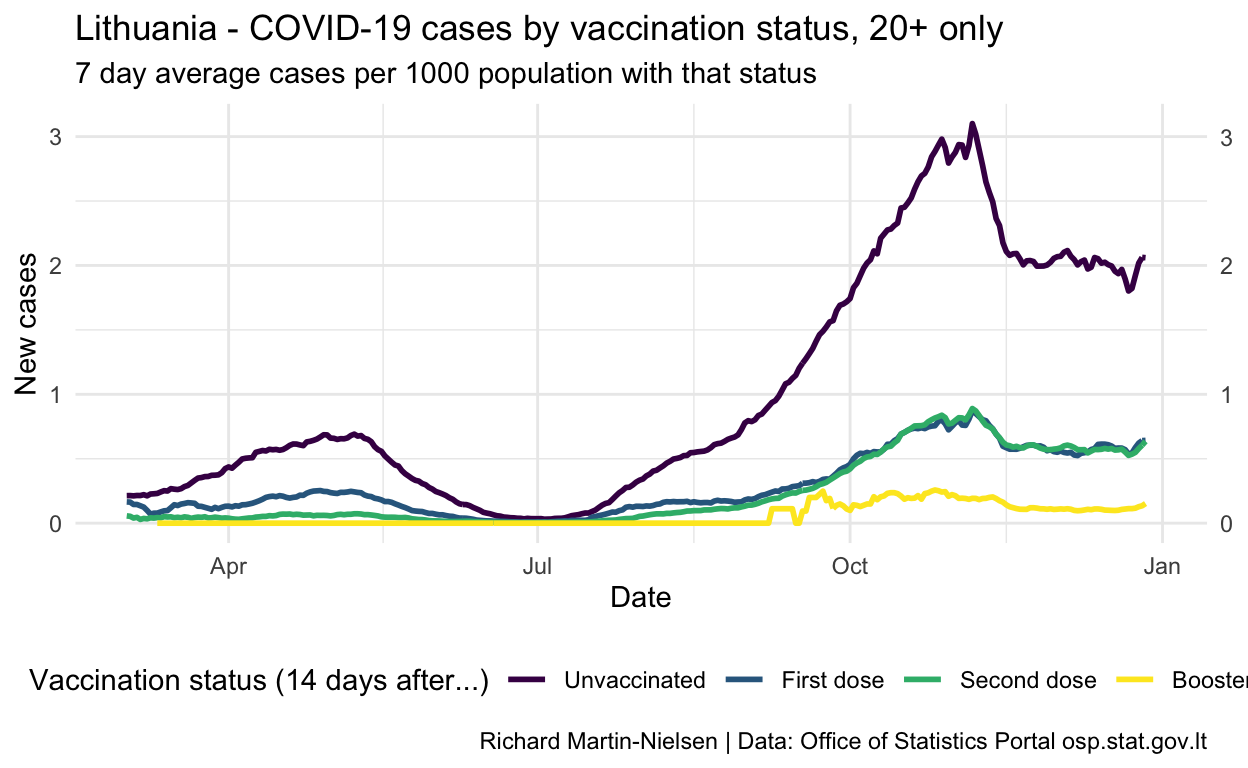 Lithuania - COVID-19 cases by vaccination status, 20+ only
7 day average cases per 1000 population with that status
New cases
3
2
1
0
3
2
1
0
Apr Jul Oct Jan
Date
Vaccination status (14 days after...) Unvaccinated First dose Second dose Booster
Richard Martin-Nielsen | Data: Office of Statistics Portal osp.stat.gov.lt